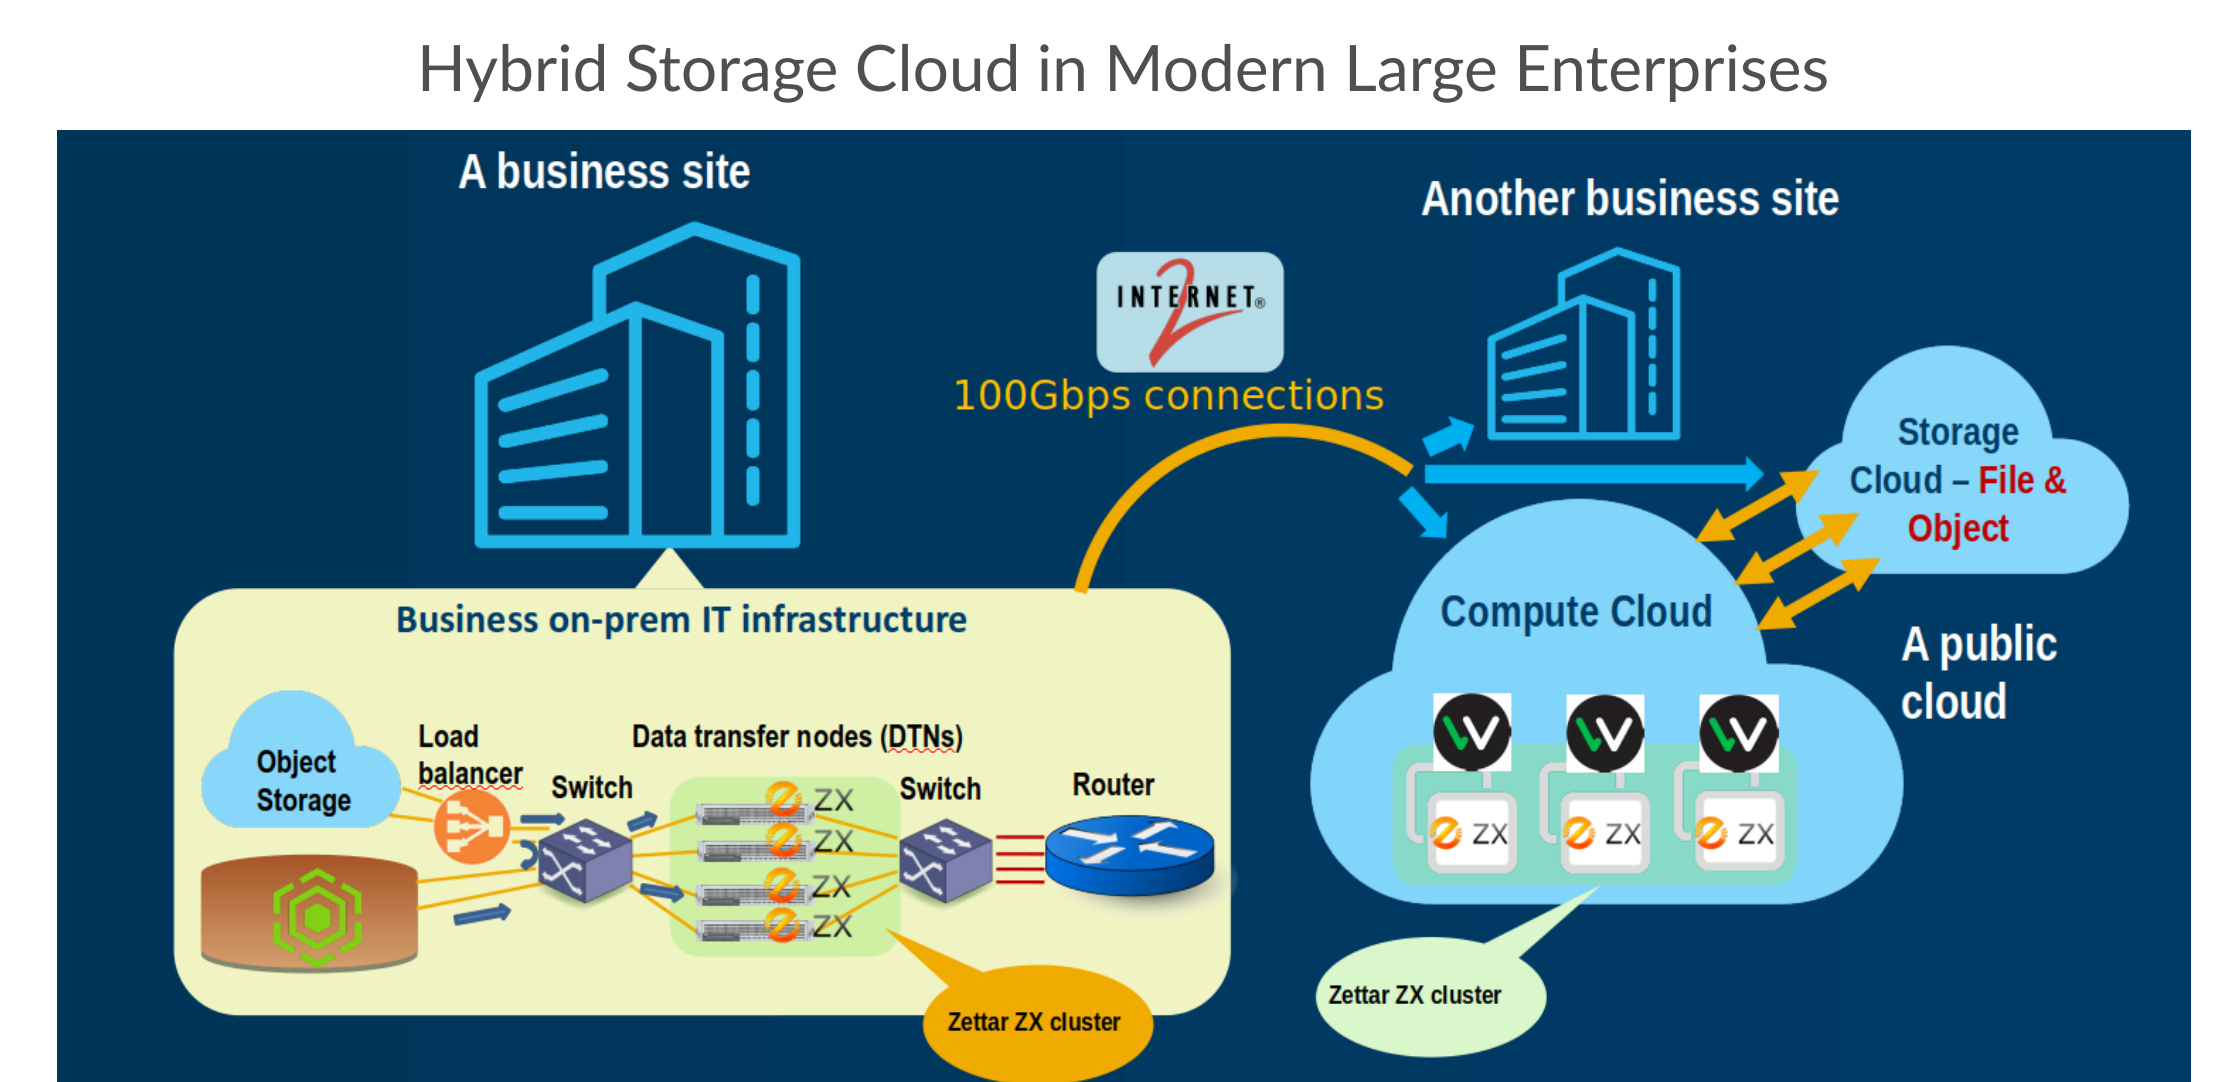 Hybrid Storage Cloud in Modern Large Enterprises
A business site
Another business site
INTERNET®
2
100Gbps connections
Storage
Cloud – File &
Object
Compute Cloud
A public
cloud
Business on-prem IT infrastructure
Object
Storage
Load
balancer
Switch
Data transfer nodes (DTNs)
Switch
Router
ZX
ZX
ZX
ZX
W
W
W
ZX
ZX
ZX
Zettar ZX cluster
Zettar ZX cluster